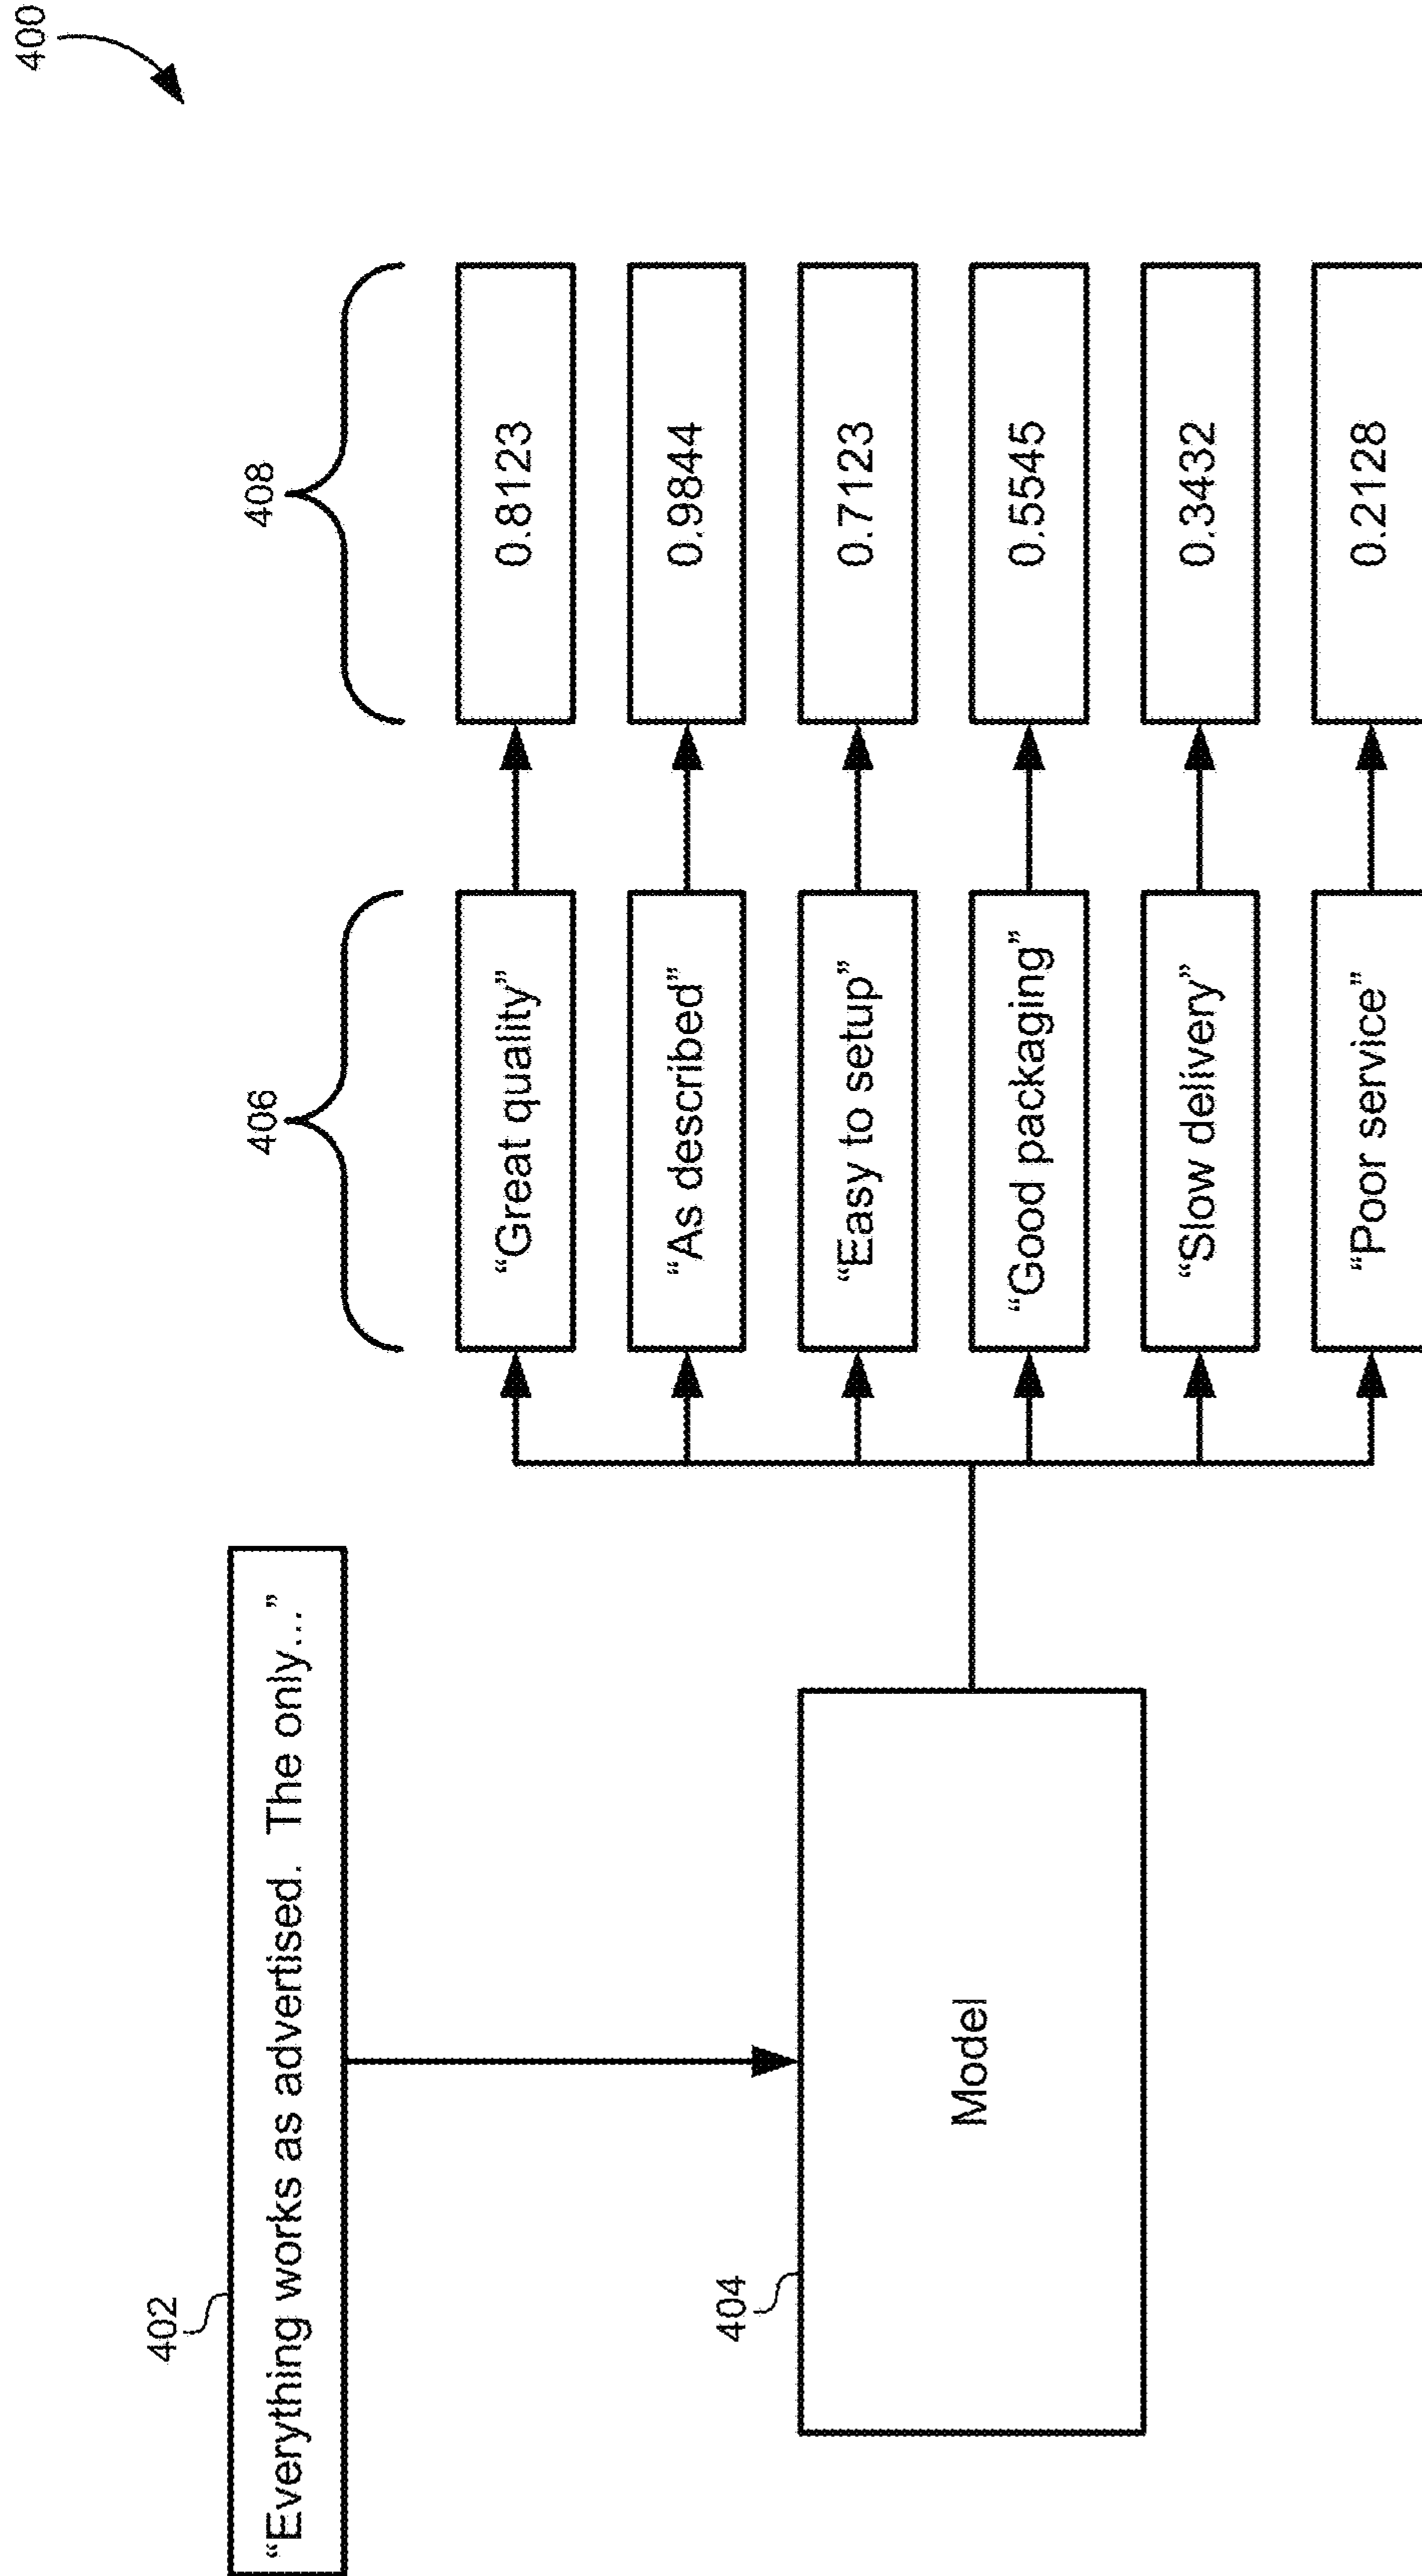 400
402
“Everything works as advertised.  The only...”
406
408
“Great quality”
0.8123
“As described”
0.9844
404
Model
“Easy to setup”
0.7123
“Good packaging”
0.5545
“Slow delivery”
0.3432
“Poor service”
0.2128